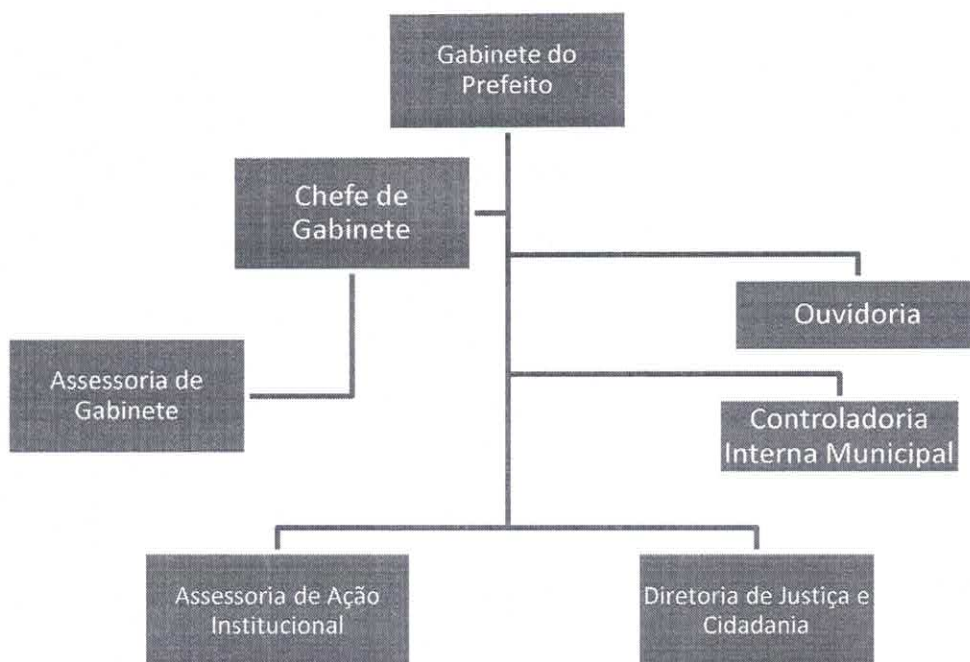 Gabinete do
Prefeito
Chefe de
Gabinete
Ouvidoria
Assessoria de
Gabinete
Controladoria
Interna Municipal
Assessoria de Ação
Institucional
Diretoria de Justiça e
Cidadania